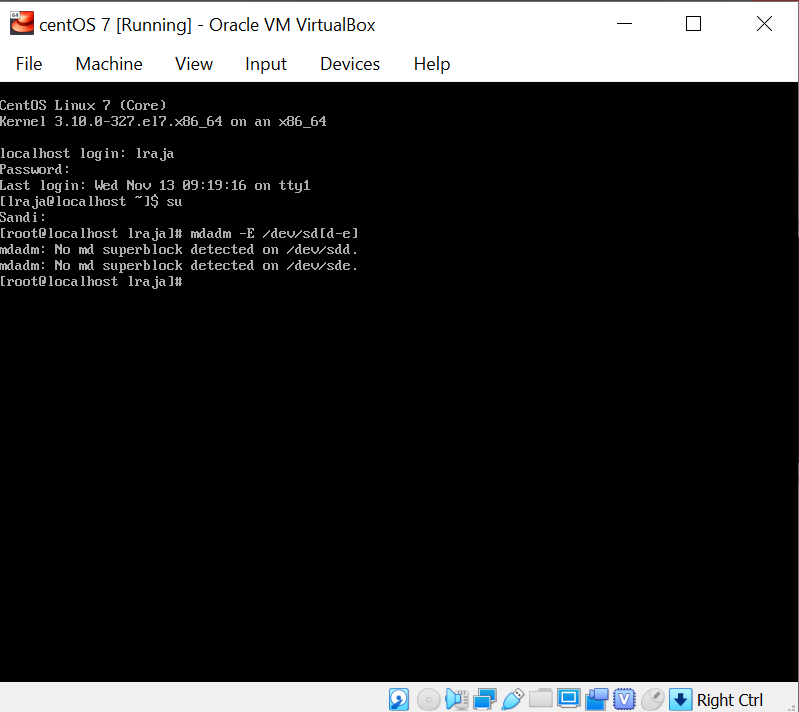 centOS 7 [Running] - Oracle VM VirtualBox
File Machine View Input Devices Help
CentOS Linux 7 (Core)
Kernel 3.10.0-327.el7.x86_64 on an x86_64
localhost login: lraja
Password:
Last login: Wed Nov 13 09:19:16 on tty1
[lraja@localhost ~]$ su
Sandi:
[root@localhost lraja]# mdadm -E /dev/sd[d-e]
mdadm: No md superblock detected on /dev/sdd.
mdadm: No md superblock detected on /dev/sde.
[root@localhost lraja]#
Right Ctrl